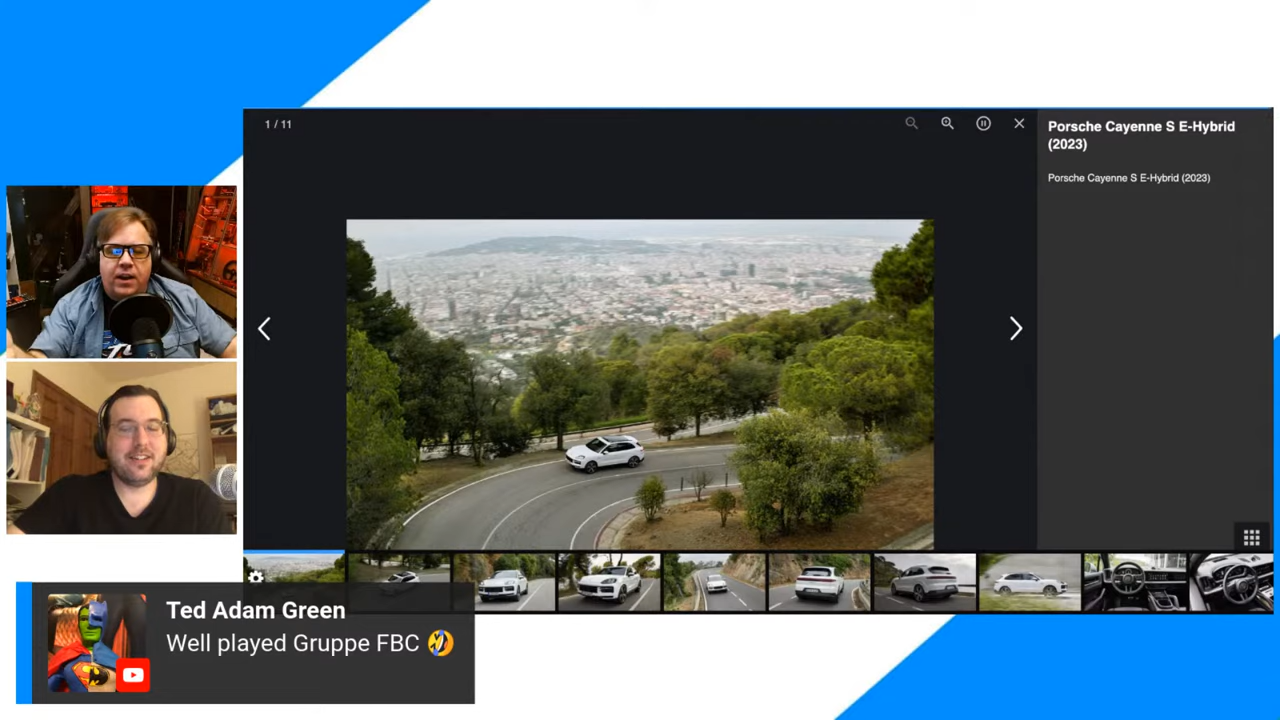 1 / 11
Porsche Cayenne S E-Hybrid
(2023)
Porsche Cayenne S E-Hybrid (2023)
Ted Adam Green
Well played Gruppe FBC 🤣